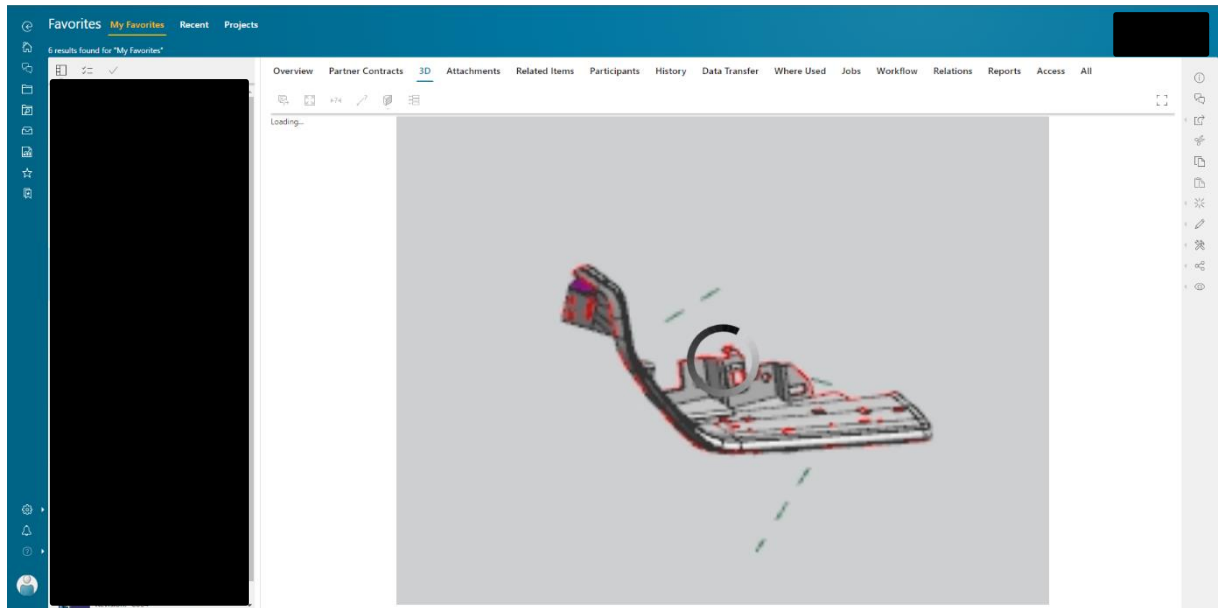 Favorites My Favorites Recent Projects
6 results found for "My Favorites"
Overview Partner Contracts 3D Attachments Related Items Participants History Data Transfer Where Used Jobs Workflow Relations Reports Access All
Loading...